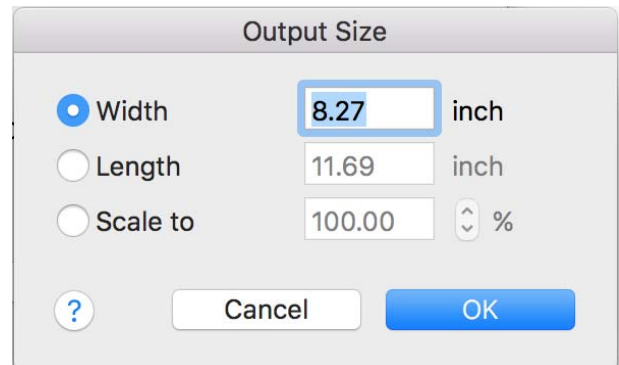 Output Size
Width 8.27 inch
Length 11.69 inch
Scale to 100.00 %
? Cancel OK